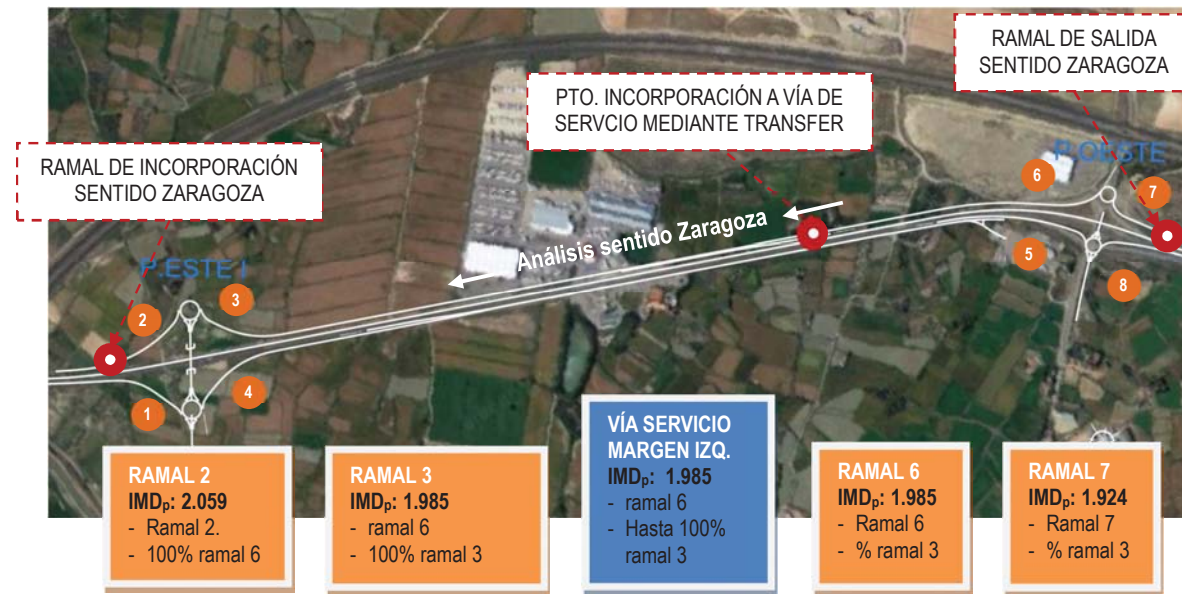 RAMAL DE SALIDA
SENTIDO ZARAGOZA
PTO. INCORPORACIÓN A VÍA DE
SERVCIO MEDIANTE TRANSFER
RAMAL DE INCORPORACIÓN
SENTIDO ZARAGOZA
P.OESTE
6
7
Análisis sentido Zaragoza
5
8
P.ESTE I
3
2
4
1
RAMAL 2
IMDp: 2.059
- Ramal 2.
- 100% ramal 6
RAMAL 3
IMDp: 1.985
- ramal 6
- 100% ramal 3
VÍA SERVICIO
MARGEN IZQ.
IMDp: 1.985
- ramal 6
- Hasta 100%
ramal 3
RAMAL 6
IMDp: 1.985
- Ramal 6
- % ramal 3
RAMAL 7
IMDp: 1.924
- Ramal 7
- % ramal 3